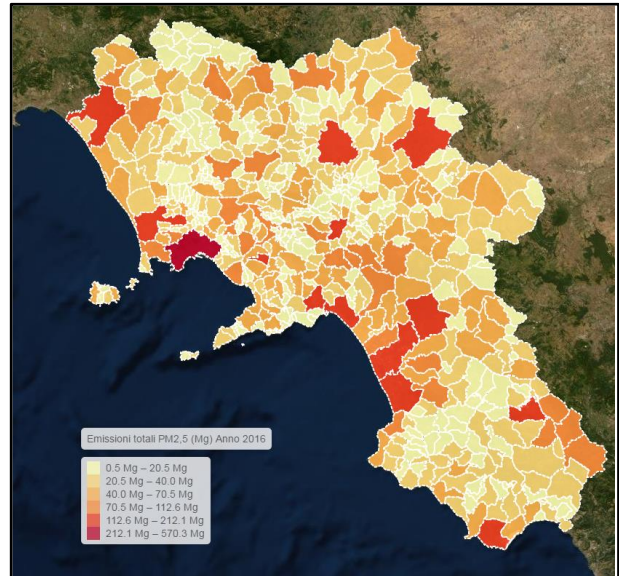 Emissioni totali PM2,5 (Mg) Anno 2016
0.5 Mg – 20.5 Mg
20.5 Mg – 40.0 Mg
40.0 Mg – 70.5 Mg
70.5 Mg – 112.6 Mg
112.6 Mg – 212.1 Mg
212.1 Mg – 570.3 Mg